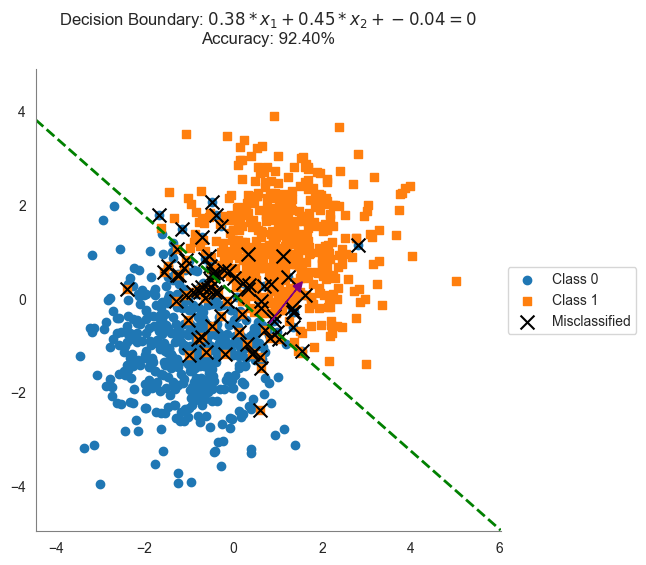 Decision Boundary: 0.38 * x₁ + 0.45 * x₂ + −0.04 = 0
Accuracy: 92.40%
4
2
0
−2
−4
−4
−2
0
2
4
6
Class 0
Class 1
Misclassified